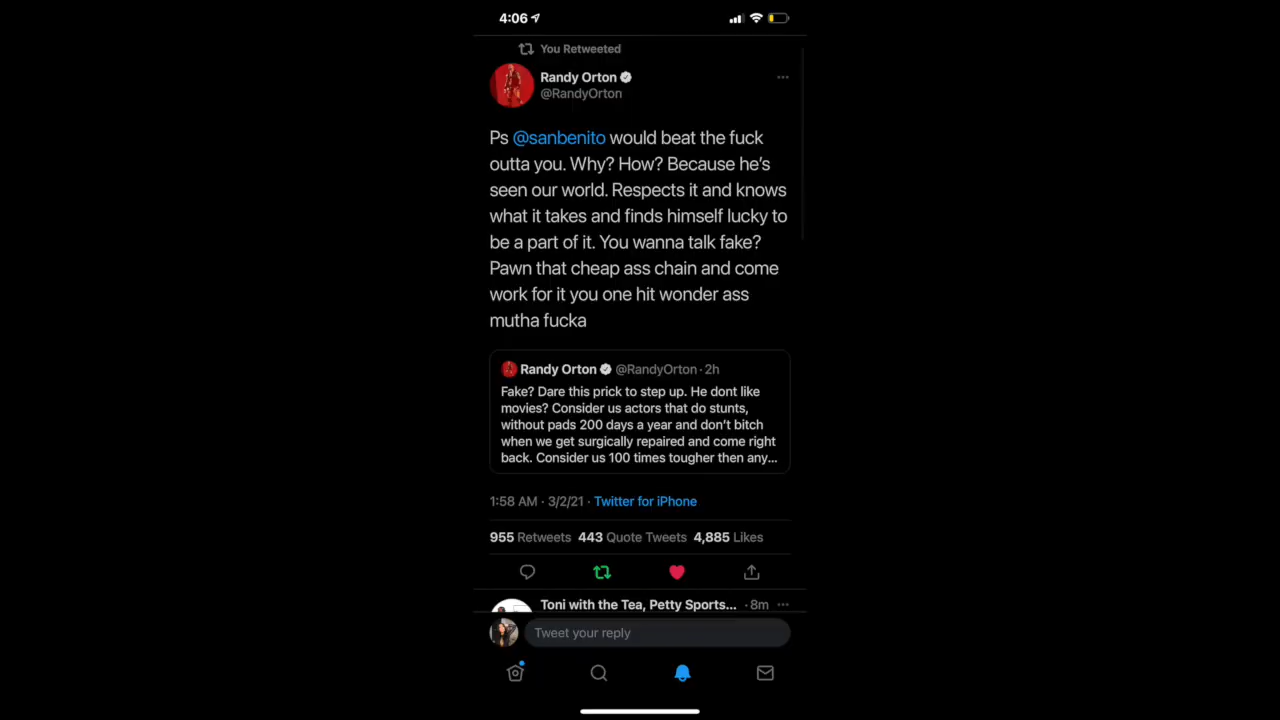 4:06
You Retweeted
Randy Orton
@RandyOrton
Ps @sanbenito would beat the fuck
outta you. Why? How? Because he's
seen our world. Respects it and knows
what it takes and finds himself lucky to
be a part of it. You wanna talk fake?
Pawn that cheap ass chain and come
work for it you one hit wonder ass
mutha fucka
Randy Orton @RandyOrton · 2h
Fake? Dare this prick to step up. He dont like
movies? Consider us actors that do stunts,
without pads 200 days a year and don't bitch
when we get surgically repaired and come right
back. Consider us 100 times tougher then any...
1:58 AM · 3/2/21 · Twitter for iPhone
955 Retweets 443 Quote Tweets 4,885 Likes
Toni with the Tea, Petty Sports... · 8m
Tweet your reply